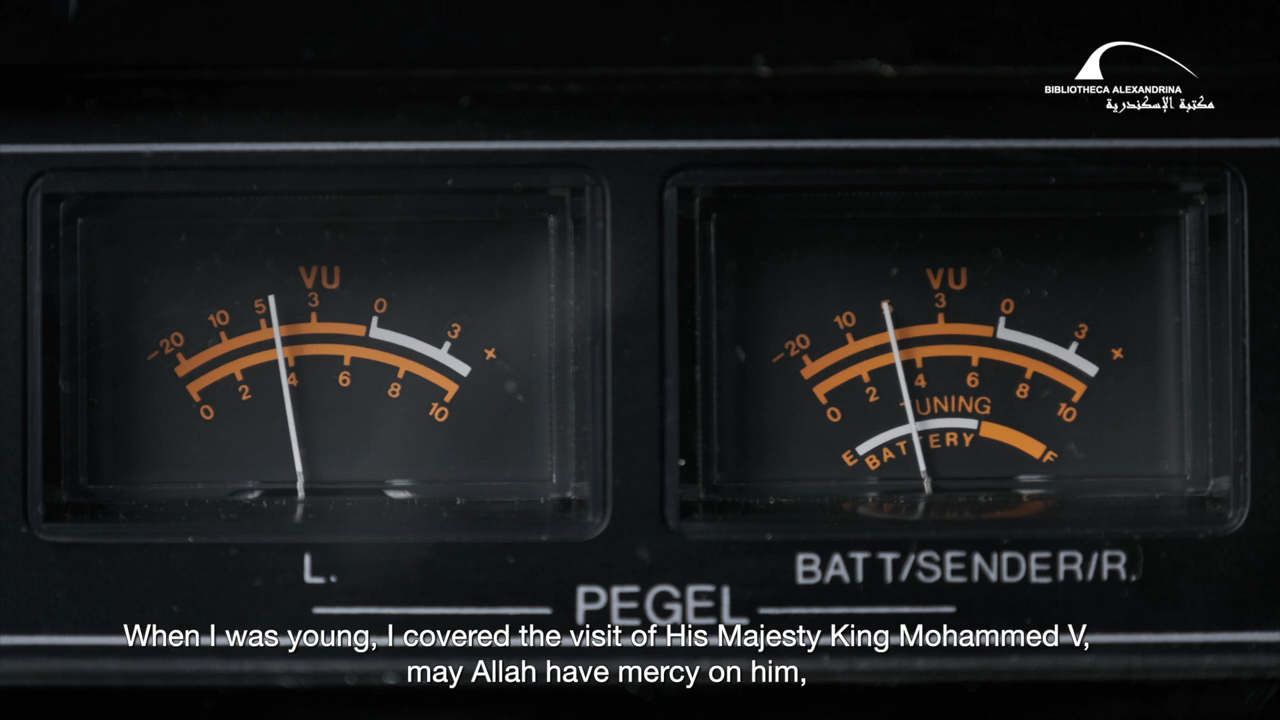 BIBLIOTHECA ALEXANDRINA
مكتبة الإسكندرية
VU
-20 10 5 3 0 3 +
0 2 4 6 8 10
L.
VU
-20 10 5 3 0 3 +
0 2 4 6 8 10
TUNING
E BATTERY F
BATT/SENDER/R.
PEGEL
When I was young, I covered the visit of His Majesty King Mohammed V,
may Allah have mercy on him,